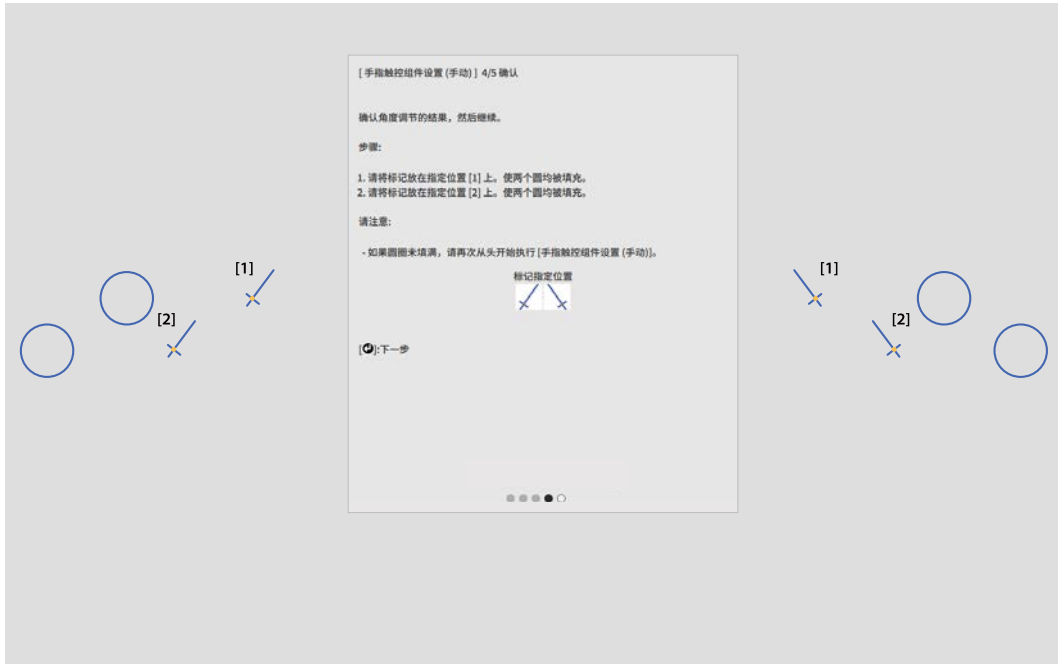 [ 手指触控组件设置 (手动) ] 4/5 确认
确认角度调节的结果，然后继续。
步骤:
1. 请将标记放在指定位置 [1] 上。使两个圆均被填充。
2. 请将标记放在指定位置 [2] 上。使两个圆均被填充。
请注意:
- 如果圆圈未填满，请再次从头开始执行 [手指触控组件设置 (手动)]。
标记指定位置
[1]
[1]
[2]
[2]
[]:下一步